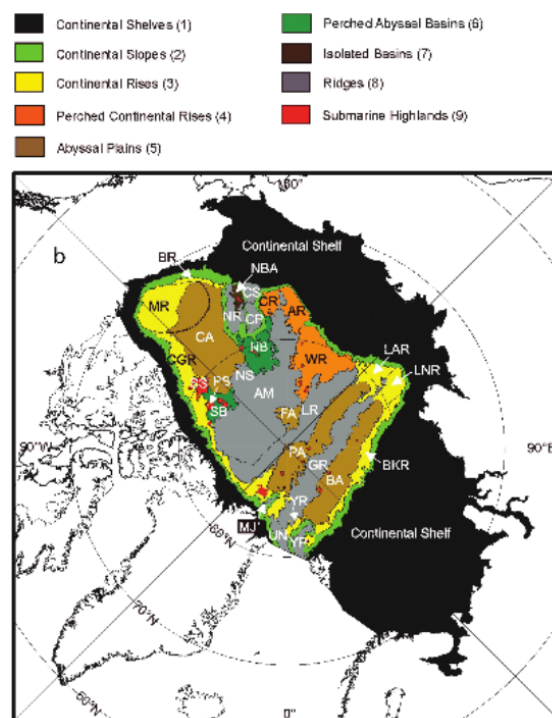 Continental Shelves (1)
Continental Slopes (2)
Continental Rises (3)
Perched Continental Rises (4)
Abyssal Plains (5)
Perched Abyssal Basins (6)
Isolated Basins (7)
Ridges (8)
Submarine Highlands (9)
180°
b
Continental Shelf
BR
NBA
CS
MR
NR
CR
AR
CP
CA
NB
WR
LAR
CGR
NS
LNR
SS
PS
AM
SB
FA
LR
90°W
90°E
PA
GR
BKR
BA
YR
MJ
UN
YP
Continental Shelf
80°N
70°N
60°N
0°